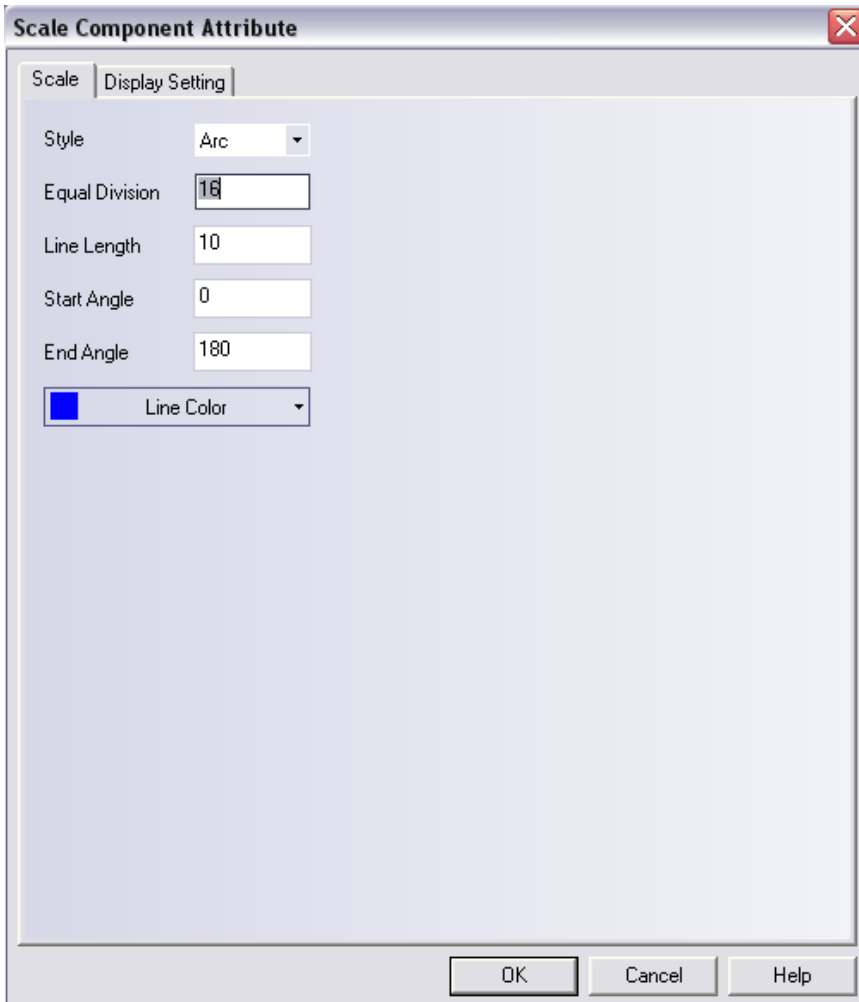 Scale Component Attribute
Scale Display Setting
Style Arc
Equal Division 16
Line Length 10
Start Angle 0
End Angle 180
Line Color
OK Cancel Help